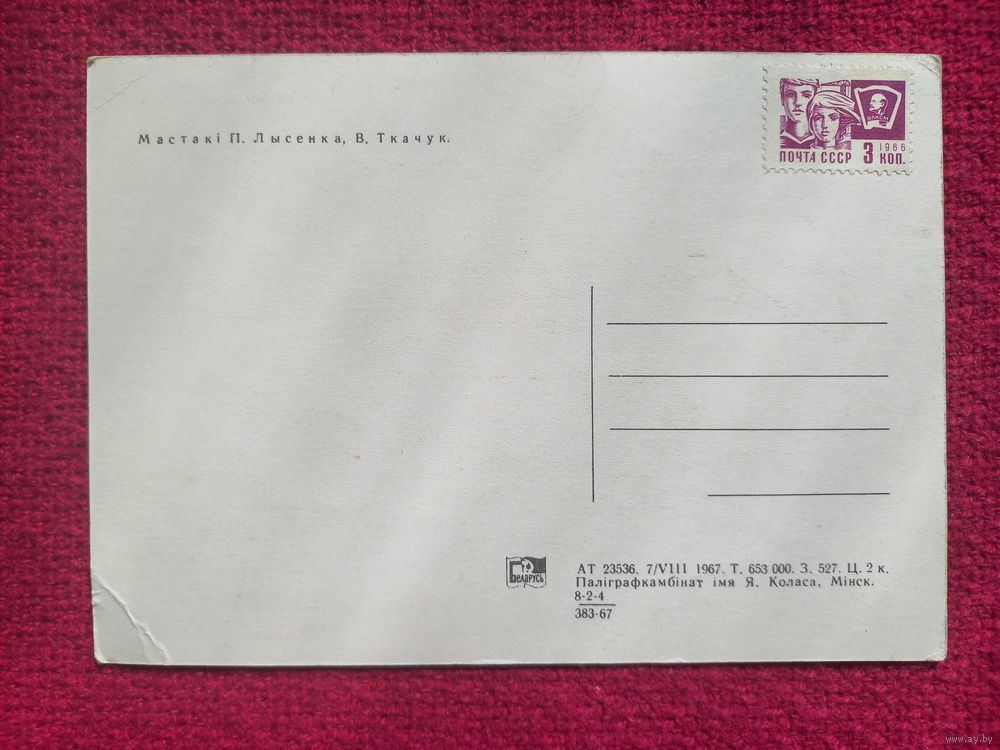 Мастакі П. Лысенка, В. Ткачук.
ВЛКСМ
1966
ПОЧТА СССР 3 КОП.
Беларусь
АТ 23536. 7/VIII 1967. Т. 653 000. З. 527. Ц. 2 к.
Паліграфкамбінат імя Я. Коласа, Мінск.
8-2-4
383-67
www.ay.by